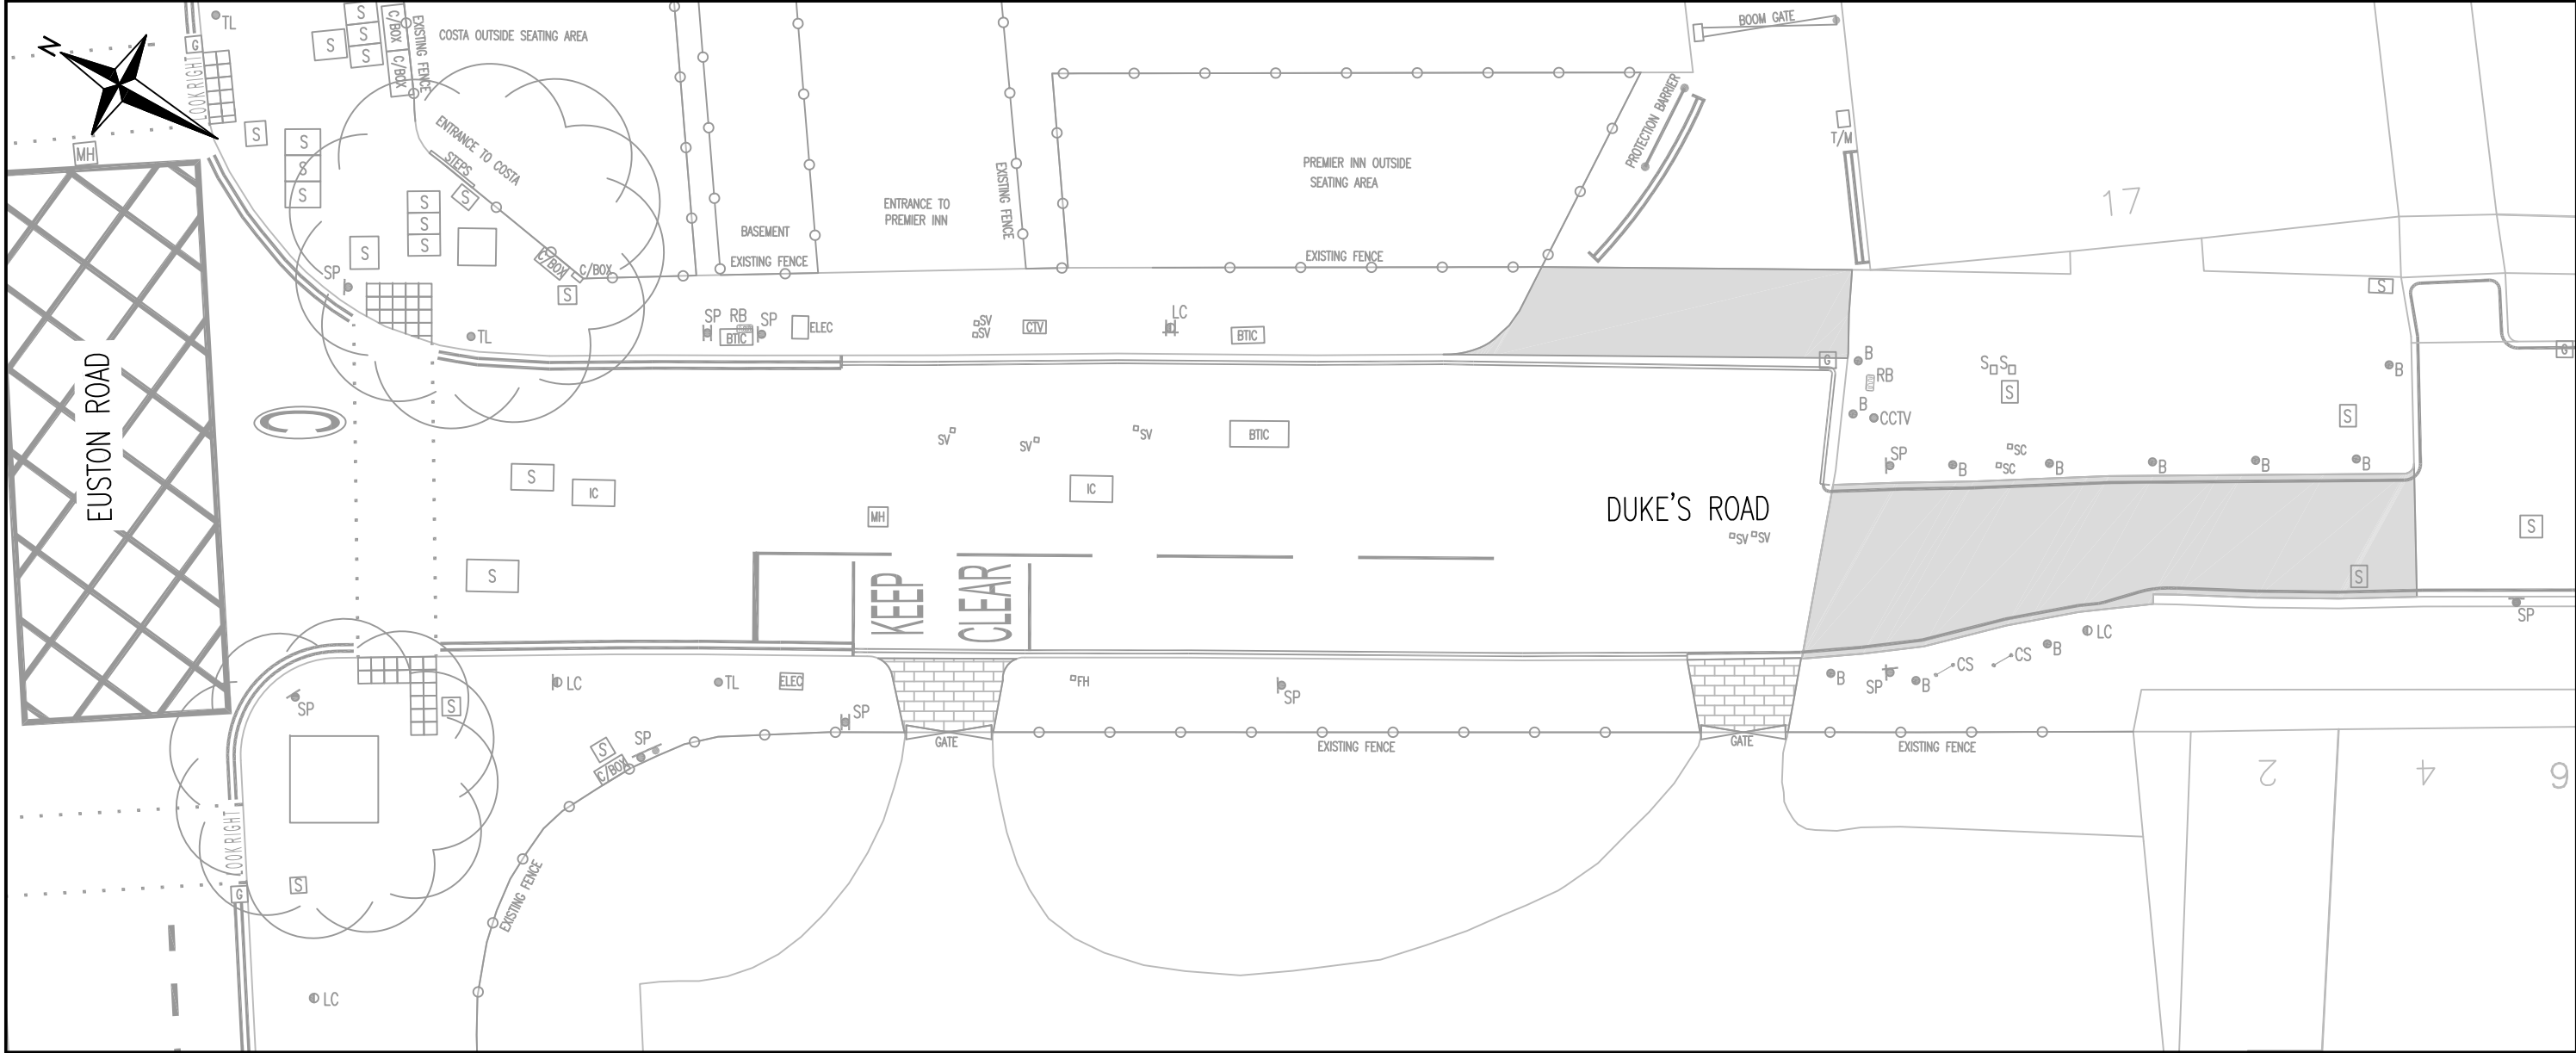 N
TL
G
LOOK RIGHT
S
S
S
S
C/BOX
C/BOX
EXISTING FENCE
COSTA OUTSIDE SEATING AREA
BOOM GATE
MH
S
S
S
S
ENTRANCE TO COSTA
STEPS
S
S
S
S
S
SP
C/BOX
C/BOX
S
TL
BASEMENT
EXISTING FENCE
ENTRANCE TO
PREMIER INN
EXISTING FENCE
PREMIER INN OUTSIDE
SEATING AREA
EXISTING FENCE
PROTECTION BARRIER
T/M
17
SP
RB
BTIC
SP
ELEC
SV
SV
CTV
LC
BTIC
G
B
RB
B
CCTV
S
S
S
S
S
B
G
EUSTON ROAD
C
S
IC
SV
SV
SV
BTIC
IC
MH
S
DUKE'S ROAD
SV
SV
SP
B
SC
SC
B
B
B
B
S
S
SP
KEEP
CLEAR
SP
S
LC
TL
ELEC
SP
GATE
FH
SP
EXISTING FENCE
GATE
B
SP
B
CS
CS
B
LC
EXISTING FENCE
2
4
6
S
C/BOX
SP
EXISTING FENCE
LOOK RIGHT
G
S
LC